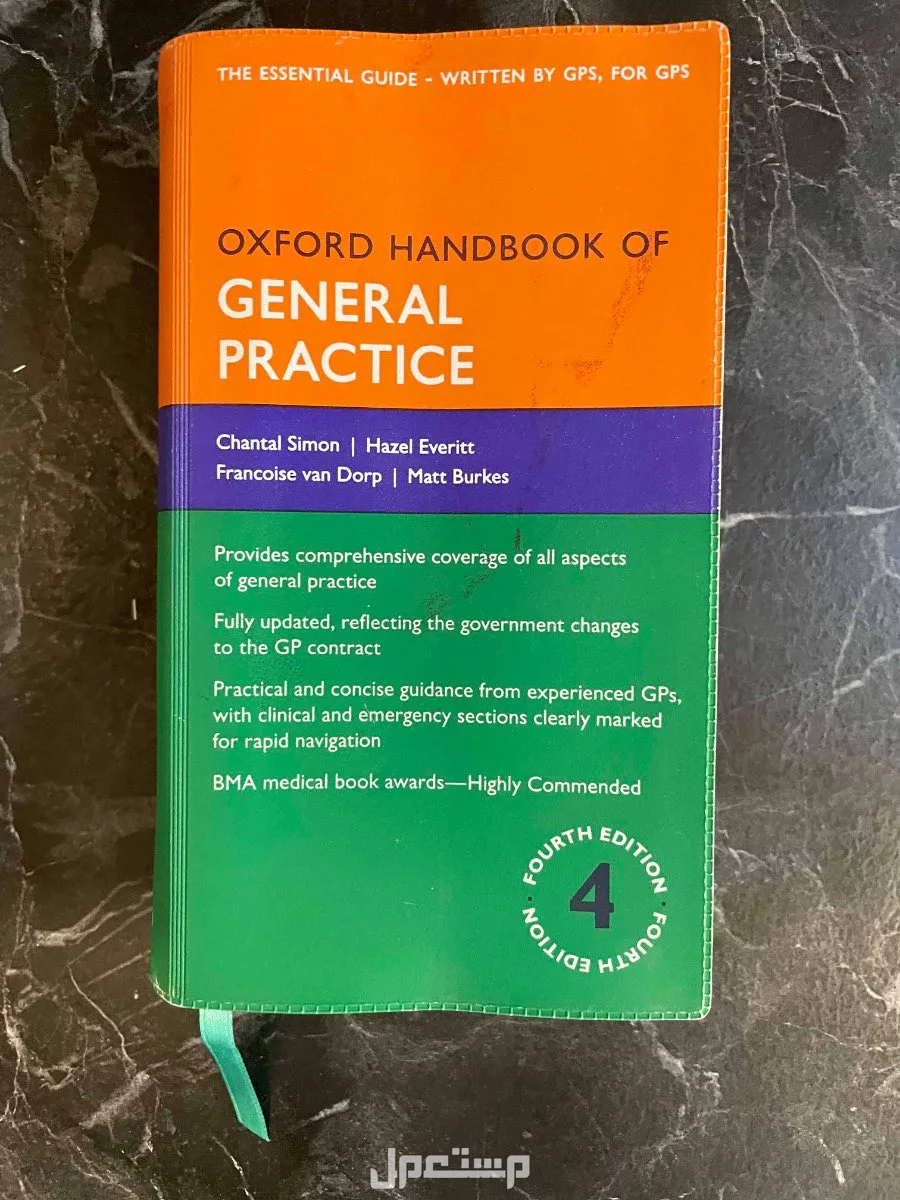 THE ESSENTIAL GUIDE - WRITTEN BY GPS, FOR GPS
OXFORD HANDBOOK OF
GENERAL
PRACTICE
Chantal Simon | Hazel Everitt
Francoise van Dorp | Matt Burkes
Provides comprehensive coverage of all aspects
of general practice
Fully updated, reflecting the government changes
to the GP contract
Practical and concise guidance from experienced GPs,
with clinical and emergency sections clearly marked
for rapid navigation
BMA medical book awards—Highly Commended
FOURTH EDITION · FOURTH EDITION ·
4
مستعمل